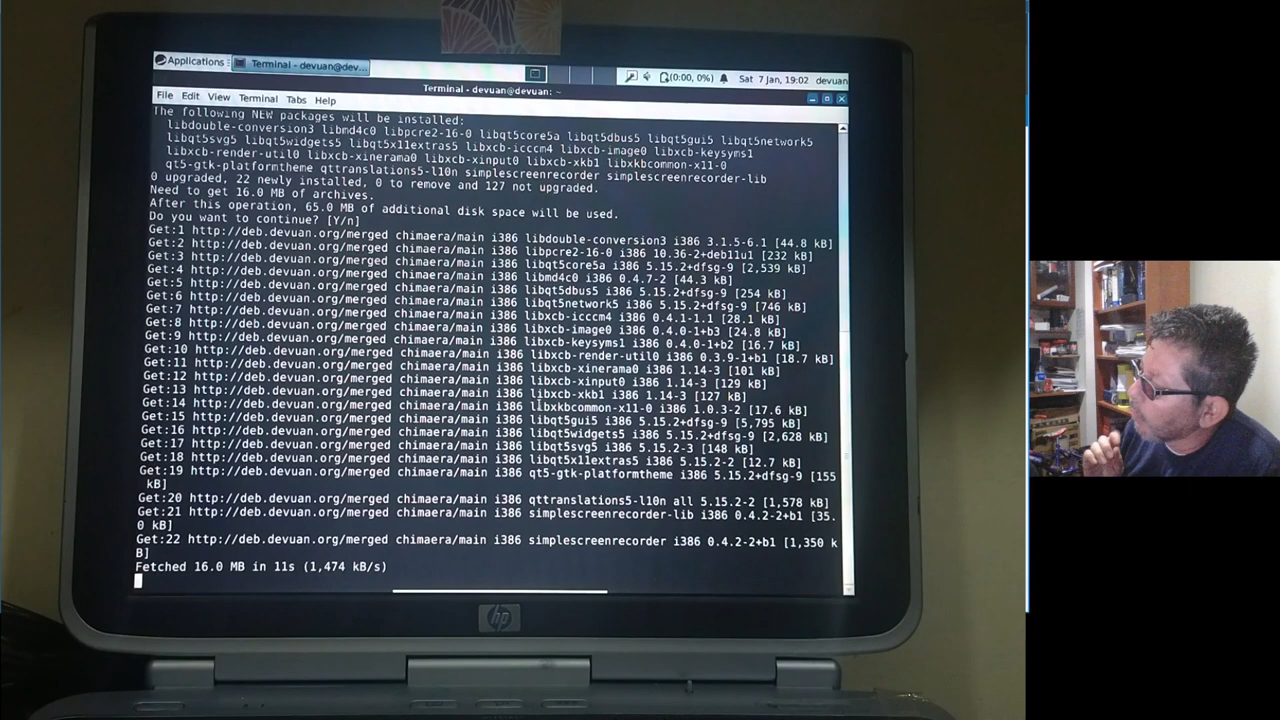 Applications
Terminal - devuan@dev...
(0:00, 0%)
Sat 7 Jan, 19:02
devuan
Terminal - devuan@devuan: ~
File Edit View Terminal Tabs Help
The following NEW packages will be installed:
libdouble-conversion3 libmd4c0 libpcre2-16-0 libqt5core5a libqt5dbus5 libqt5gui5 libqt5network5
libqt5svg5 libqt5widgets5 libqt5x11extras5 libxcb-icccm4 libxcb-image0 libxcb-keysyms1
libxcb-render-util0 libxcb-xinerama0 libxcb-xinput0 libxcb-xkb1 libxkbcommon-x11-0
qt5-gtk-platformtheme qttranslations5-l10n simplescreenrecorder simplescreenrecorder-lib
0 upgraded, 22 newly installed, 0 to remove and 127 not upgraded.
Need to get 16.0 MB of archives.
After this operation, 65.0 MB of additional disk space will be used.
Do you want to continue? [Y/n]
Get:1 http://deb.devuan.org/merged chimaera/main i386 libdouble-conversion3 i386 3.1.5-6.1 [44.8 kB]
Get:2 http://deb.devuan.org/merged chimaera/main i386 libpcre2-16-0 i386 10.36-2+deb11u1 [232 kB]
Get:3 http://deb.devuan.org/merged chimaera/main i386 libqt5core5a i386 5.15.2+dfsg-9 [2,539 kB]
Get:4 http://deb.devuan.org/merged chimaera/main i386 libmd4c0 i386 0.4.7-2 [44.3 kB]
Get:5 http://deb.devuan.org/merged chimaera/main i386 libqt5dbus5 i386 5.15.2+dfsg-9 [254 kB]
Get:6 http://deb.devuan.org/merged chimaera/main i386 libqt5network5 i386 5.15.2+dfsg-9 [746 kB]
Get:7 http://deb.devuan.org/merged chimaera/main i386 libxcb-icccm4 i386 0.4.1-1.1 [28.1 kB]
Get:8 http://deb.devuan.org/merged chimaera/main i386 libxcb-image0 i386 0.4.0-1+b3 [24.8 kB]
Get:9 http://deb.devuan.org/merged chimaera/main i386 libxcb-keysyms1 i386 0.4.0-1+b2 [16.7 kB]
Get:10 http://deb.devuan.org/merged chimaera/main i386 libxcb-render-util0 i386 0.3.9-1+b1 [18.7 kB]
Get:11 http://deb.devuan.org/merged chimaera/main i386 libxcb-xinerama0 i386 1.14-3 [101 kB]
Get:12 http://deb.devuan.org/merged chimaera/main i386 libxcb-xinput0 i386 1.14-3 [129 kB]
Get:13 http://deb.devuan.org/merged chimaera/main i386 libxcb-xkb1 i386 1.14-3 [127 kB]
Get:14 http://deb.devuan.org/merged chimaera/main i386 libxkbcommon-x11-0 i386 1.0.3-2 [17.6 kB]
Get:15 http://deb.devuan.org/merged chimaera/main i386 libqt5gui5 i386 5.15.2+dfsg-9 [5,795 kB]
Get:16 http://deb.devuan.org/merged chimaera/main i386 libqt5widgets5 i386 5.15.2+dfsg-9 [2,628 kB]
Get:17 http://deb.devuan.org/merged chimaera/main i386 libqt5svg5 i386 5.15.2-3 [148 kB]
Get:18 http://deb.devuan.org/merged chimaera/main i386 libqt5x11extras5 i386 5.15.2-2 [12.7 kB]
Get:19 http://deb.devuan.org/merged chimaera/main i386 qt5-gtk-platformtheme i386 5.15.2+dfsg-9 [155
kB]
Get:20 http://deb.devuan.org/merged chimaera/main i386 qttranslations5-l10n all 5.15.2-2 [1,578 kB]
Get:21 http://deb.devuan.org/merged chimaera/main i386 simplescreenrecorder-lib i386 0.4.2-2+b1 [35.
0 kB]
Get:22 http://deb.devuan.org/merged chimaera/main i386 simplescreenrecorder i386 0.4.2-2+b1 [1,350 k
B]
Fetched 16.0 MB in 11s (1,474 kB/s)
hp